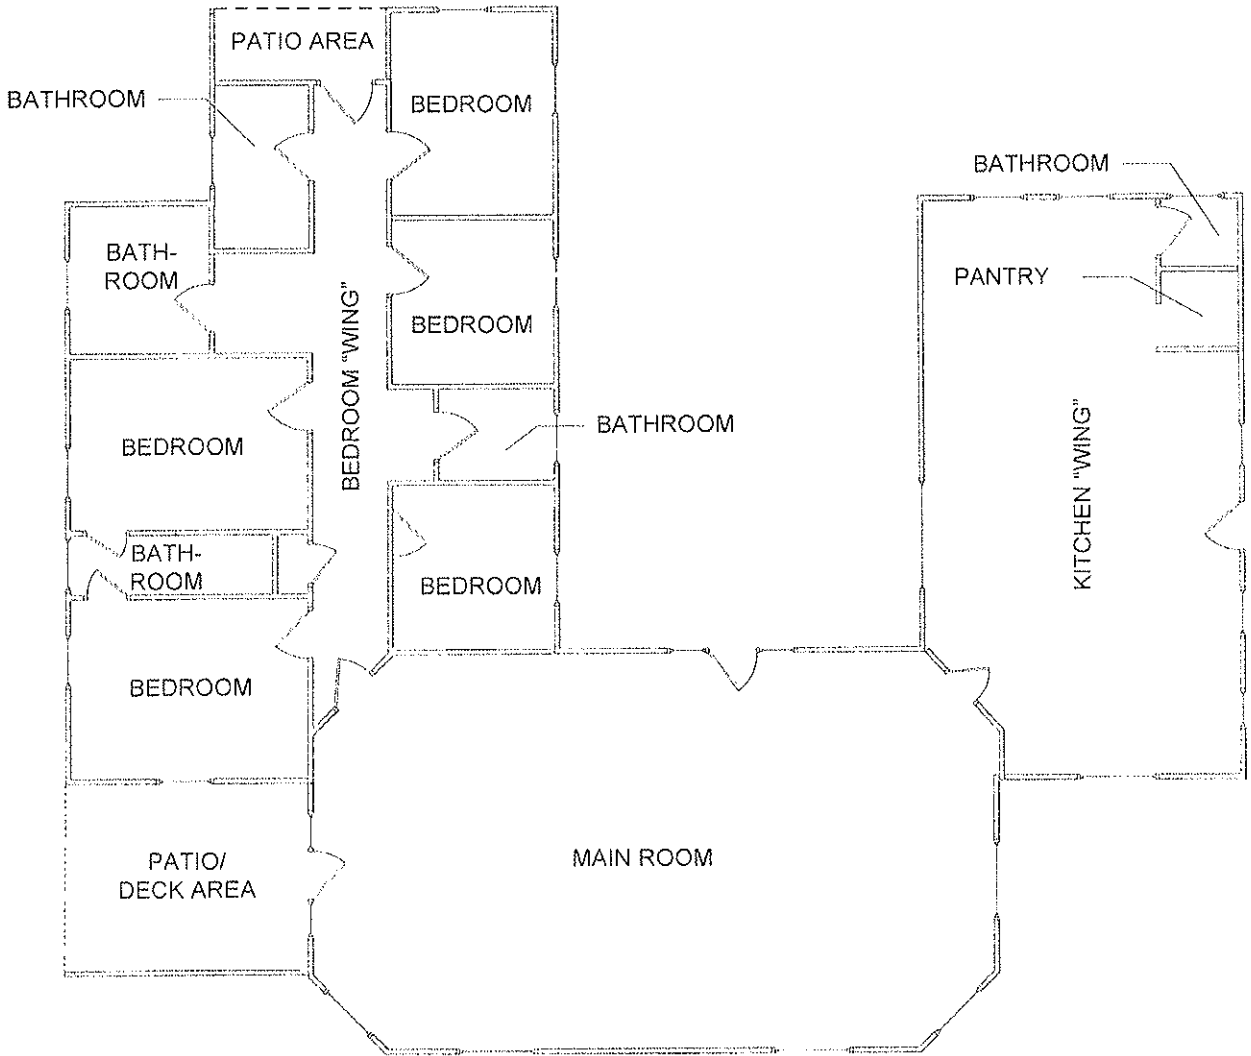 PATIO AREA
BATHROOM
BEDROOM
BATHROOM
BATH-
ROOM
PANTRY
BEDROOM
BEDROOM "WING"
BEDROOM
BATHROOM
KITCHEN "WING"
BATH-
ROOM
BEDROOM
BEDROOM
MAIN ROOM
PATIO/
DECK AREA